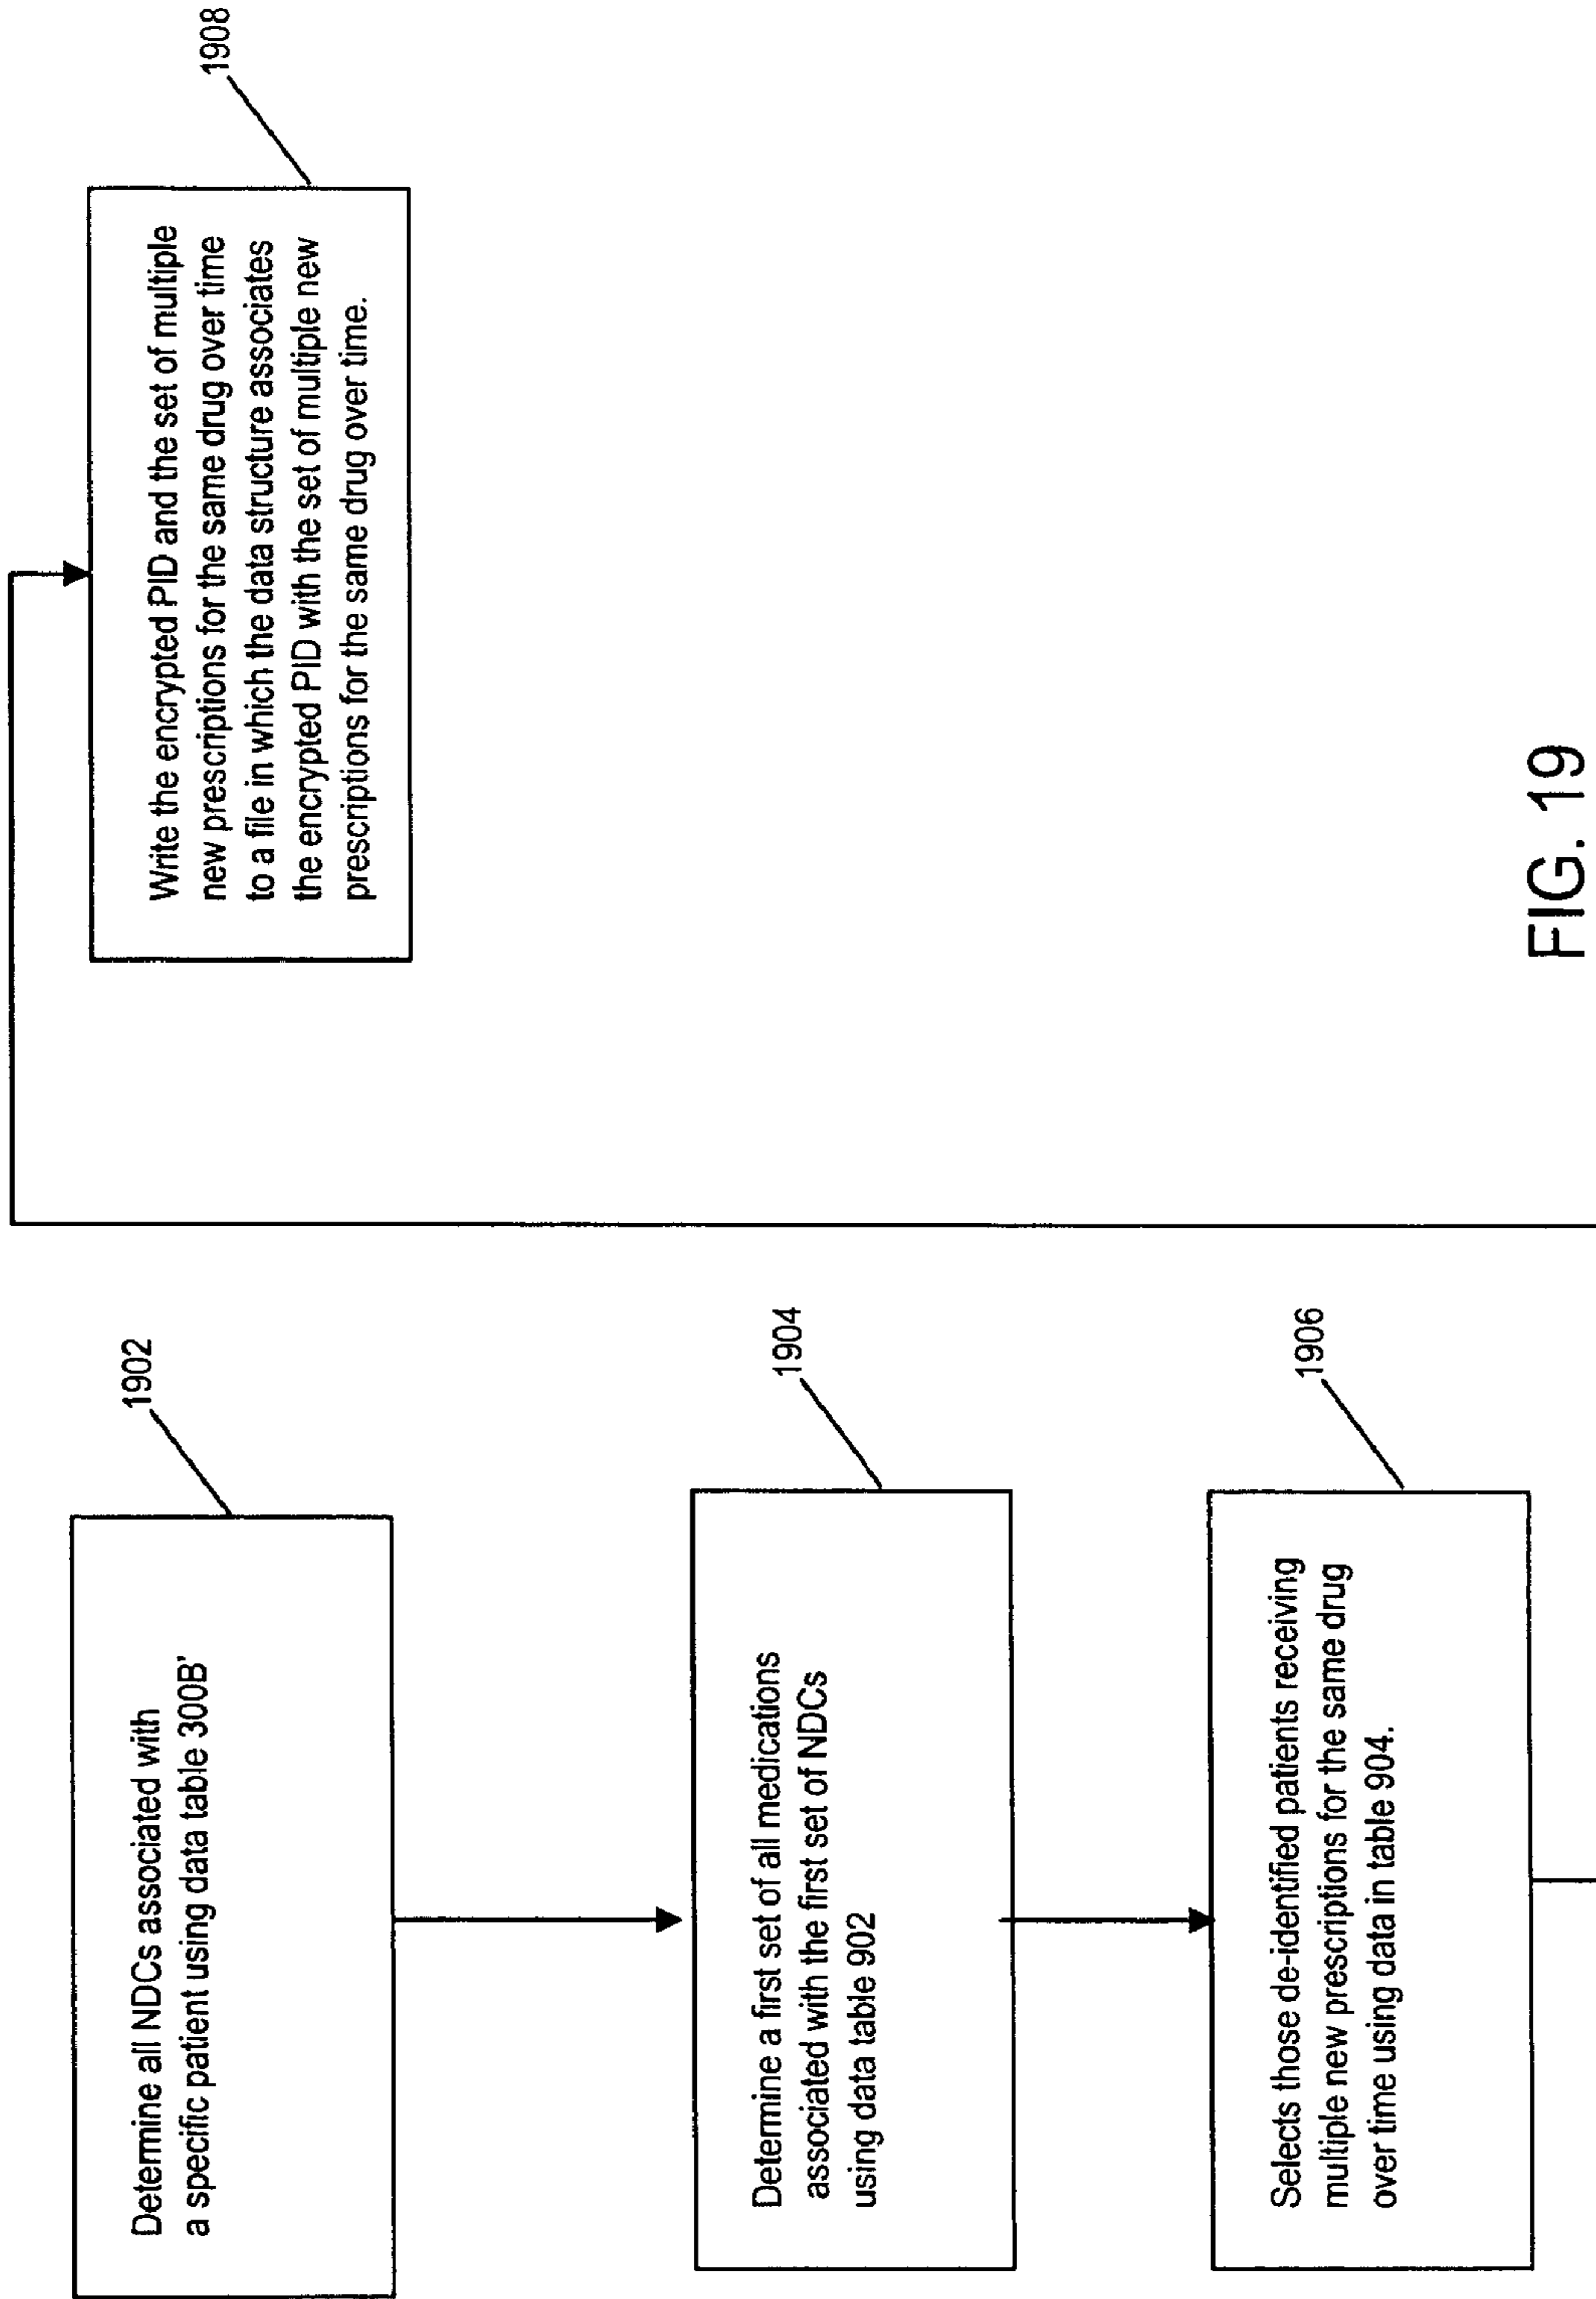 1902
Determine all NDCs associated with
a specific patient using data table 300B'
1904
Determine a first set of all medications
associated with the first set of NDCs
using data table 902
1906
Selects those de-identified patients receiving
multiple new prescriptions for the same drug
over time using data in table 904.
1908
Write the encrypted PID and the set of multiple
new prescriptions for the same drug over time
to a file in which the data structure associates
the encrypted PID with the set of multiple new
prescriptions for the same drug over time.
FIG. 19